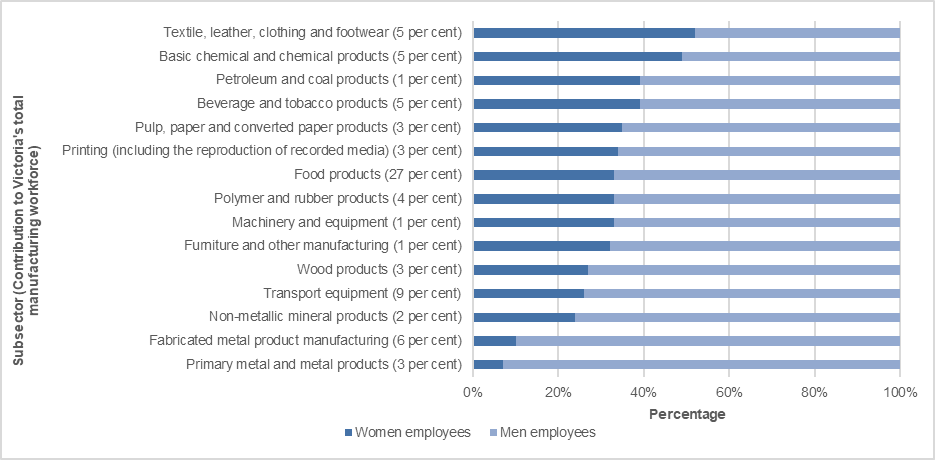 Subsector (Contribution to Victoria's total
manufacturing workforce)
Textile, leather, clothing and footwear (5 per cent)
Basic chemical and chemical products (5 per cent)
Petroleum and coal products (1 per cent)
Beverage and tobacco products (5 per cent)
Pulp, paper and converted paper products (3 per cent)
Printing (including the reproduction of recorded media) (3 per cent)
Food products (27 per cent)
Polymer and rubber products (4 per cent)
Machinery and equipment (1 per cent)
Furniture and other manufacturing (1 per cent)
Wood products (3 per cent)
Transport equipment (9 per cent)
Non-metallic mineral products (2 per cent)
Fabricated metal product manufacturing (6 per cent)
Primary metal and metal products (3 per cent)
0% 20% 40% 60% 80% 100%
Percentage
Women employees Men employees